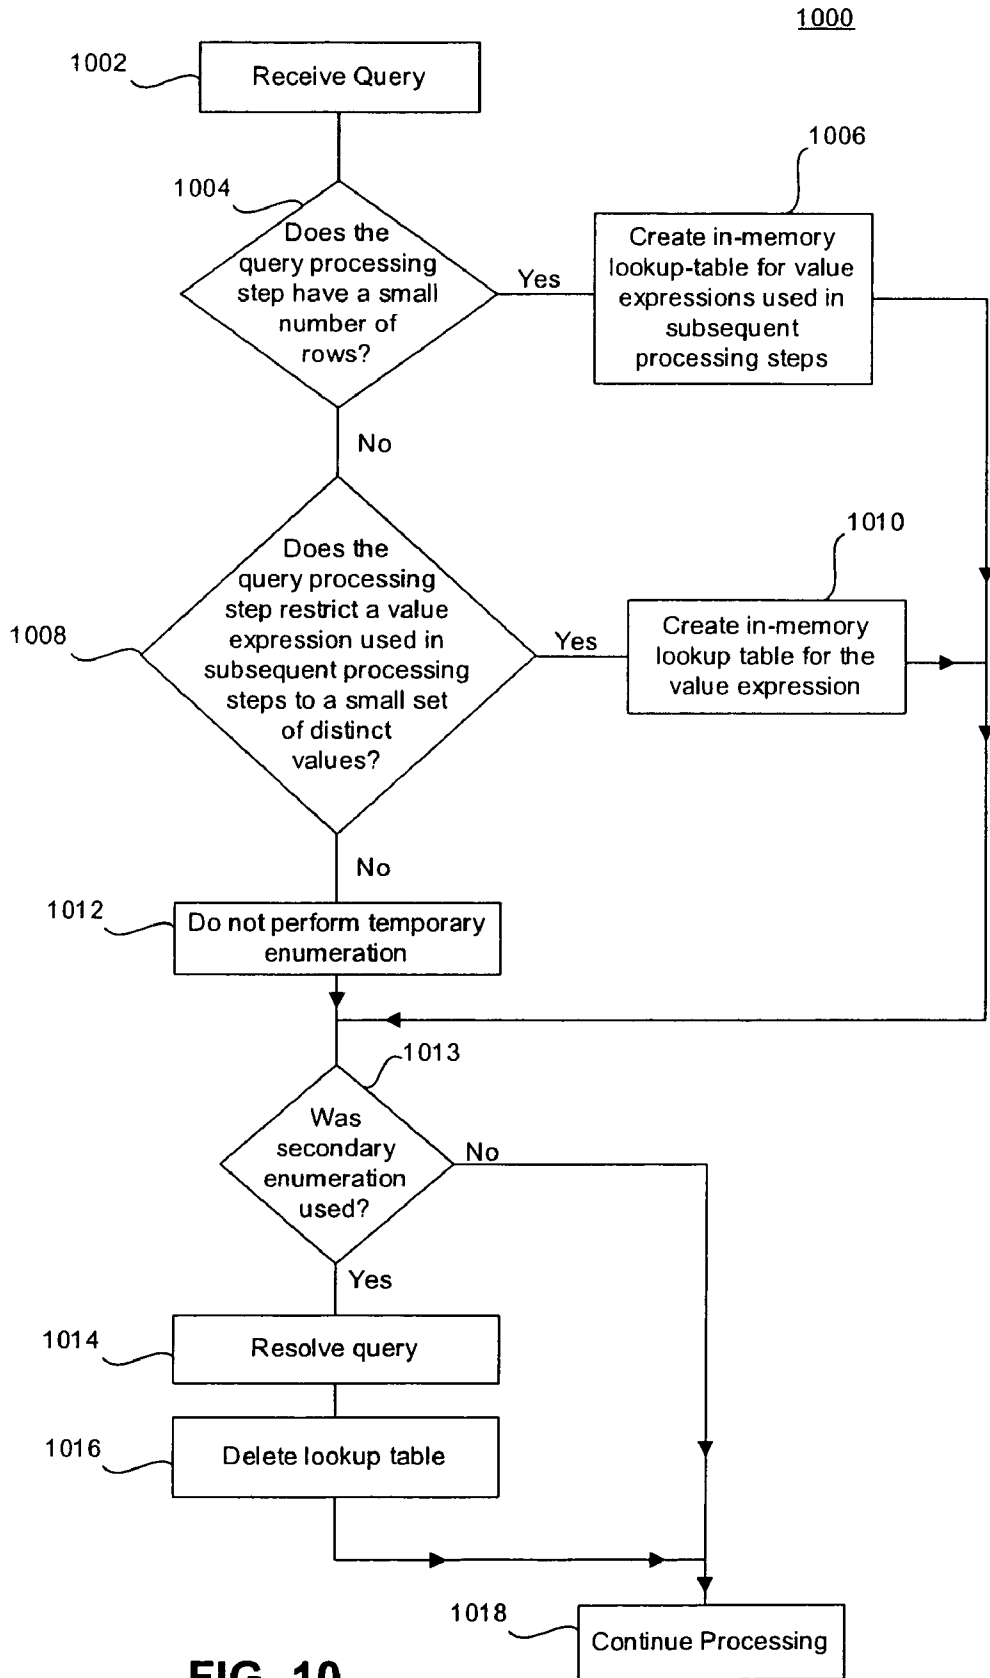 1000
1002
Receive Query
1004
Does the
query processing
step have a small
number of
rows?
Yes
1006
Create in-memory
lookup-table for value
expressions used in
subsequent
processing steps
No
1008
Does the
query processing
step restrict a value
expression used in
subsequent processing
steps to a small set
of distinct
values?
Yes
1010
Create in-memory
lookup table for the
value expression
No
1012
Do not perform temporary
enumeration
1013
Was
secondary
enumeration
used?
No
Yes
1014
Resolve query
1016
Delete lookup table
1018
Continue Processing
FIG. 10